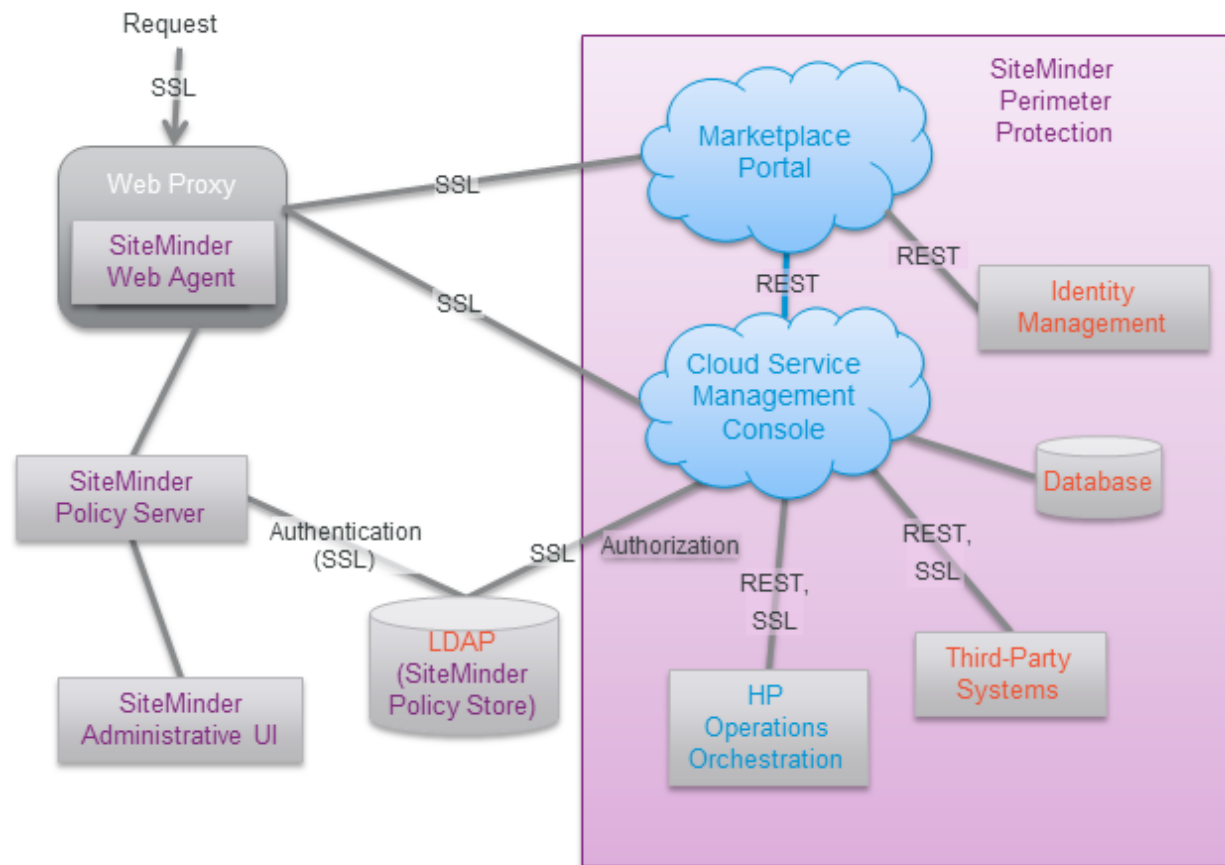 Request
SSL
Web Proxy
SiteMinder
Web Agent
SSL
SSL
SiteMinder
Perimeter
Protection
Marketplace
Portal
REST
REST
Identity
Management
Cloud Service
Management
Console
Database
SiteMinder
Policy Server
Authentication
(SSL)
SSL
Authorization
REST,
SSL
REST,
SSL
LDAP
(SiteMinder
Policy Store)
SiteMinder
Administrative UI
HP
Operations
Orchestration
Third-Party
Systems